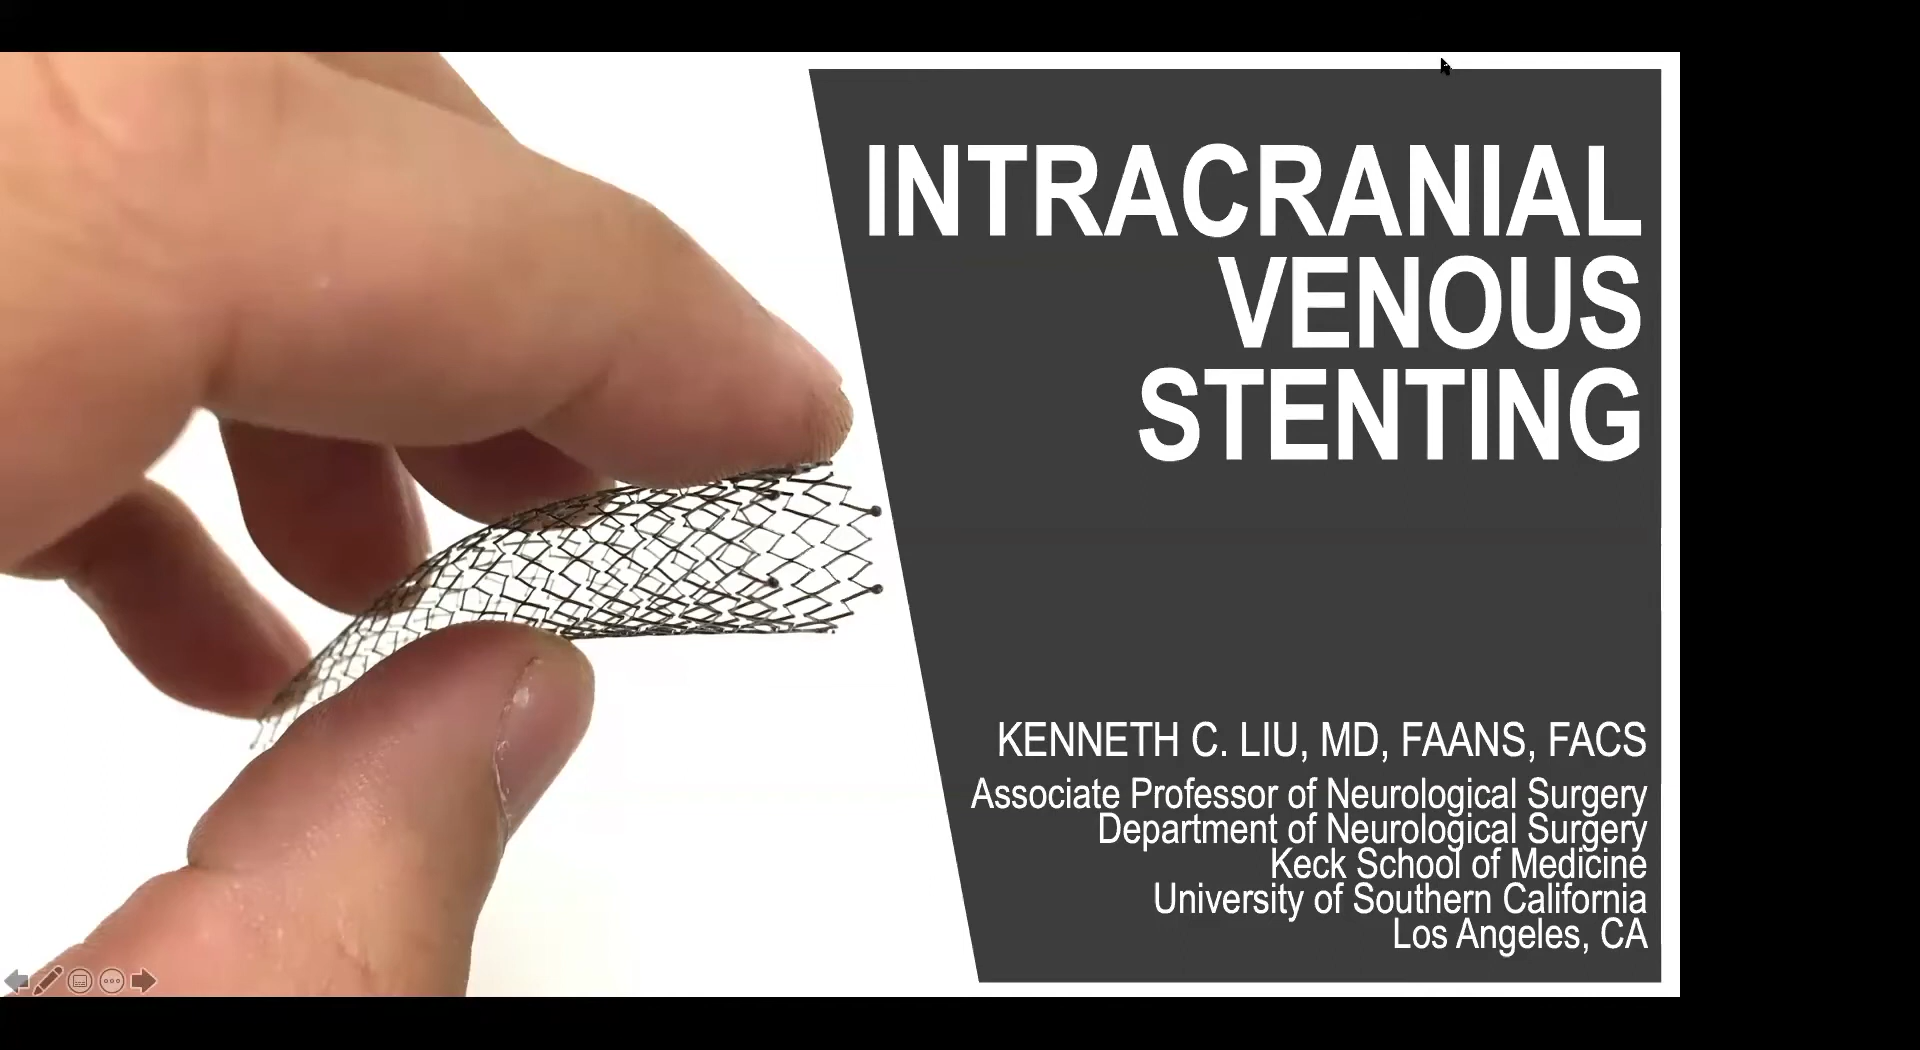 INTRACRANIAL
VENOUS
STENTING
KENNETH C. LIU, MD, FAANS, FACS
Associate Professor of Neurological Surgery
Department of Neurological Surgery
Keck School of Medicine
University of Southern California
Los Angeles, CA